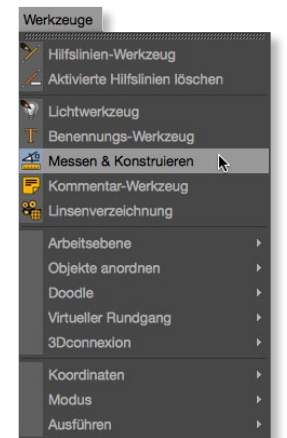 Werkzeuge
Hilfslinien-Werkzeug
Aktivierte Hilfslinien löschen
Lichtwerkzeug
Benennungs-Werkzeug
Messen & Konstruieren
Kommentar-Werkzeug
Linsenverzeichnung
Arbeitsebene
Objekte anordnen
Doodle
Virtueller Rundgang
3Dconnexion
Koordinaten
Modus
Ausführen